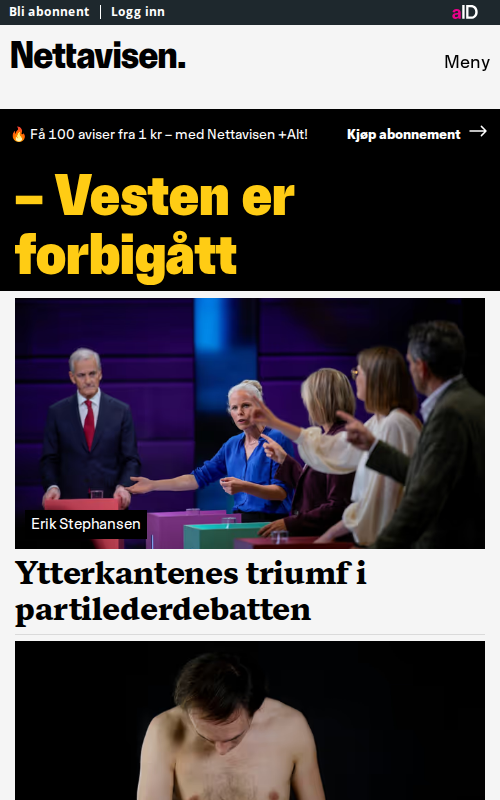 Bli abonnent
Logg inn
aID
Nettavisen.
Meny
🔥 Få 100 aviser fra 1 kr – med Nettavisen +Alt!
Kjøp abonnement →
– Vesten er
forbigått
Erik Stephansen
Ytterkantenes triumf i
partilederdebatten